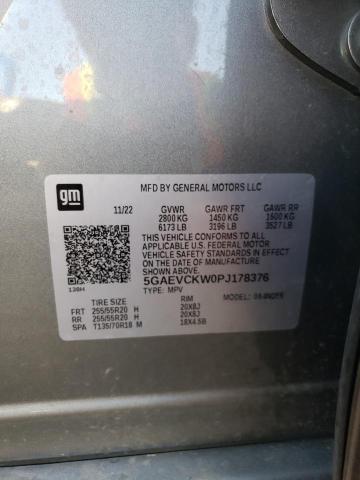 gm
MFD BY GENERAL MOTORS LLC
11/22 GVWR GAWR FRT GAWR RR
2800 KG 1450 KG 1600 KG
6173 LB 3196 LB 3527 LB
THIS VEHICLE CONFORMS TO ALL
APPLICABLE U.S. FEDERAL MOTOR
VEHICLE SAFETY STANDARDS IN
EFFECT ON THE DATE OF
MANUFACTURE SHOWN ABOVE.
5GAEVCKW0PJ178376
TYPE: MPV MODEL:
TIRE SIZE RIM
FRT 255/55R20 H 20X8J
RR 255/55R20 H 20X8J
SPA T135/70R18 M 18X4.5B